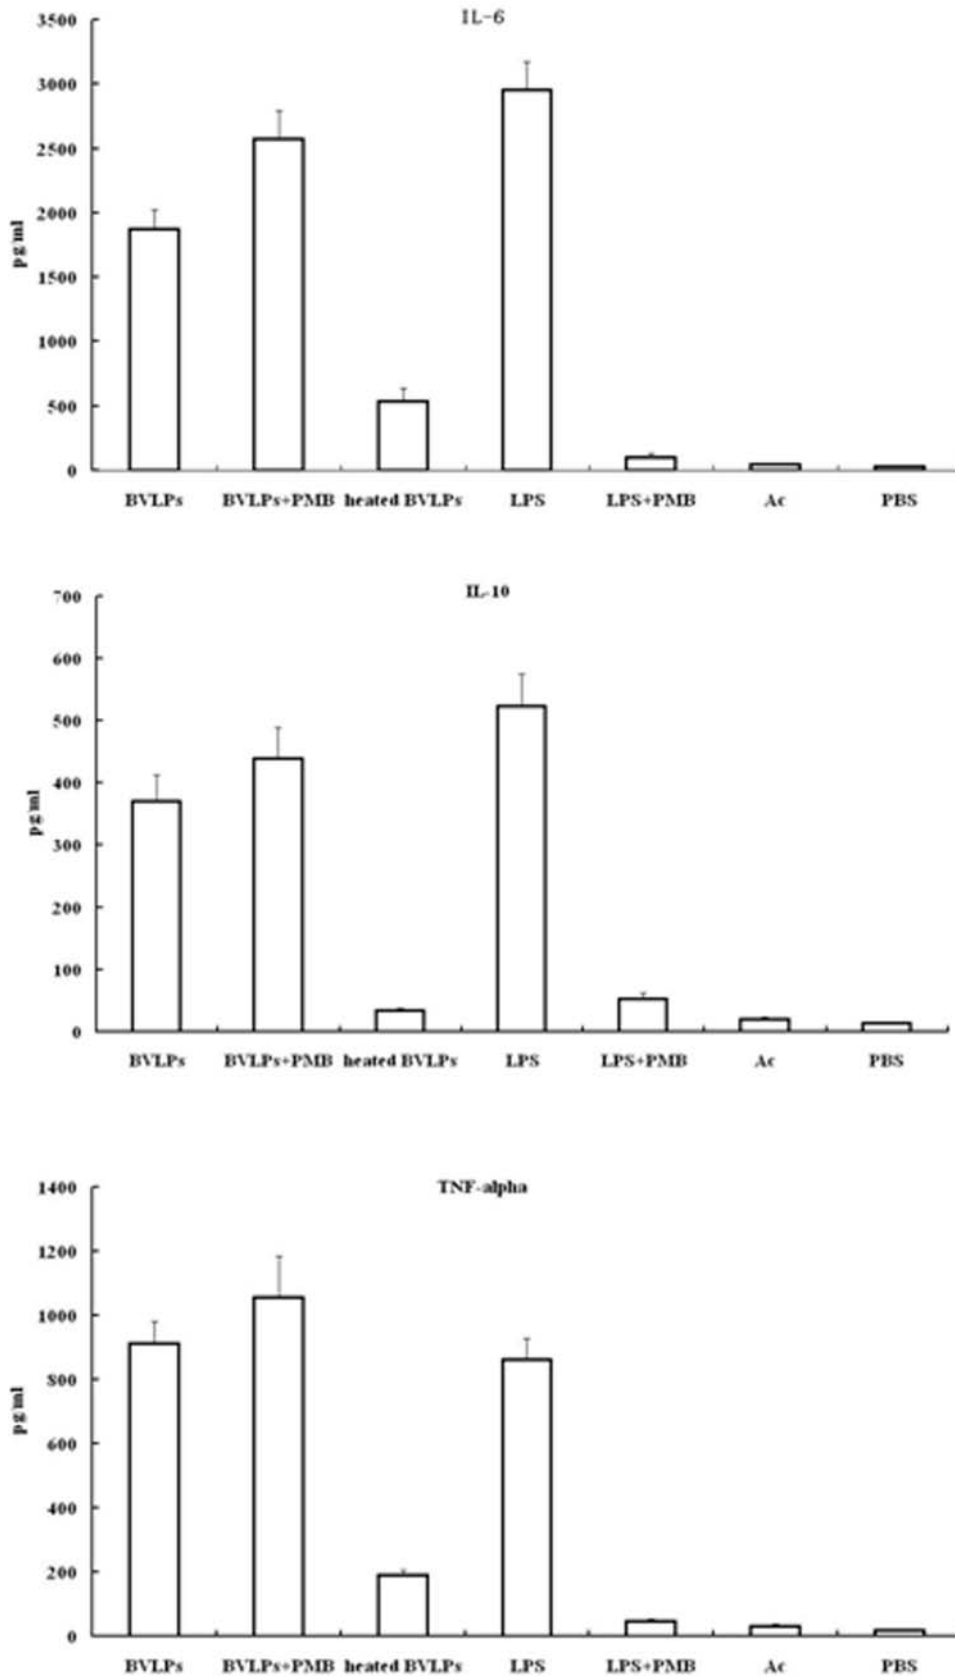 IL-6
3500
3000
2500
2000
1500
1000
500
0
pg/ml
BVLPs BVLPs+PMB heated BVLPs LPS LPS+PMB Ac PBS
IL-10
700
600
500
400
300
200
100
0
pg/ml
BVLPs BVLPs+PMB heated BVLPs LPS LPS+PMB Ac PBS
TNF-alpha
1400
1200
1000
800
600
400
200
0
pg/ml
BVLPs BVLPs+PMB heated BVLPs LPS LPS+PMB Ac PBS